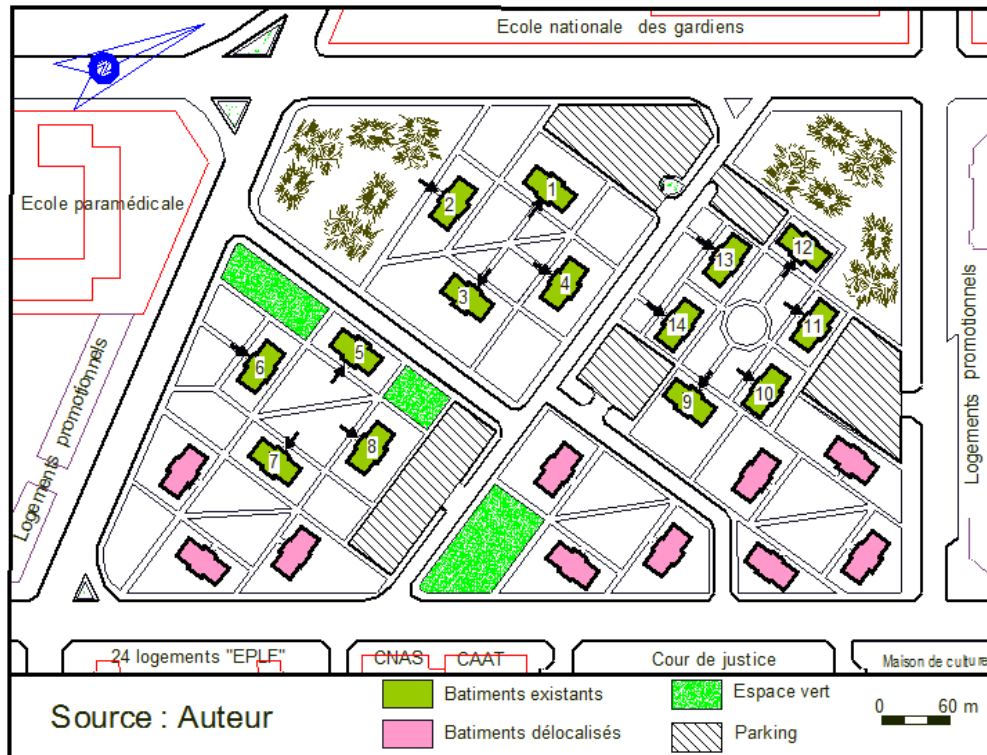 Ecole nationale des gardiens
Ecole paramédicale
Logements promotionnels
Logements promotionnels
1
2
3
4
5
6
7
8
9
10
11
12
13
14
24 logements "EPLF"
CNAS
CAAT
Cour de justice
Maison de culture
Source : Auteur
Batiments existants
Batiments délocalisés
Espace vert
Parking
0 60 m